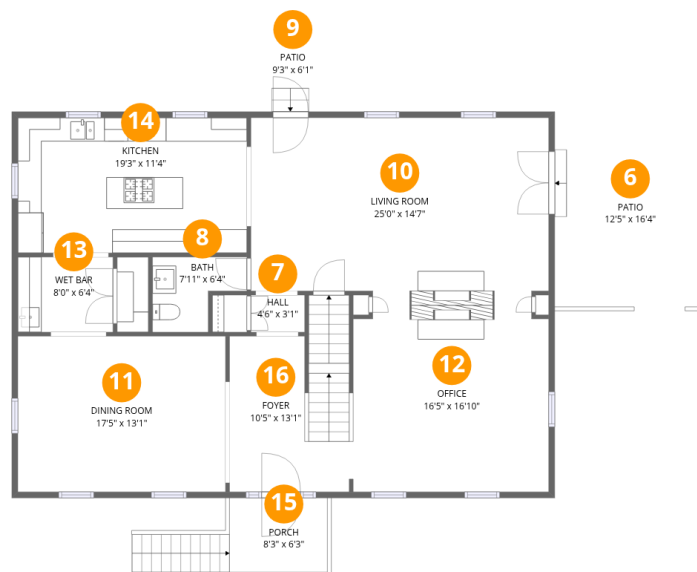 9
PATIO
9'3" x 6'1"
14
KITCHEN
19'3" x 11'4"
10
LIVING ROOM
25'0" x 14'7"
6
PATIO
12'5" x 16'4"
13
WET BAR
8'0" x 6'4"
8
BATH
7'11" x 6'4"
7
HALL
4'6" x 3'1"
11
DINING ROOM
17'5" x 13'1"
16
FOYER
10'5" x 13'1"
12
OFFICE
16'5" x 16'10"
15
PORCH
8'3" x 6'3"